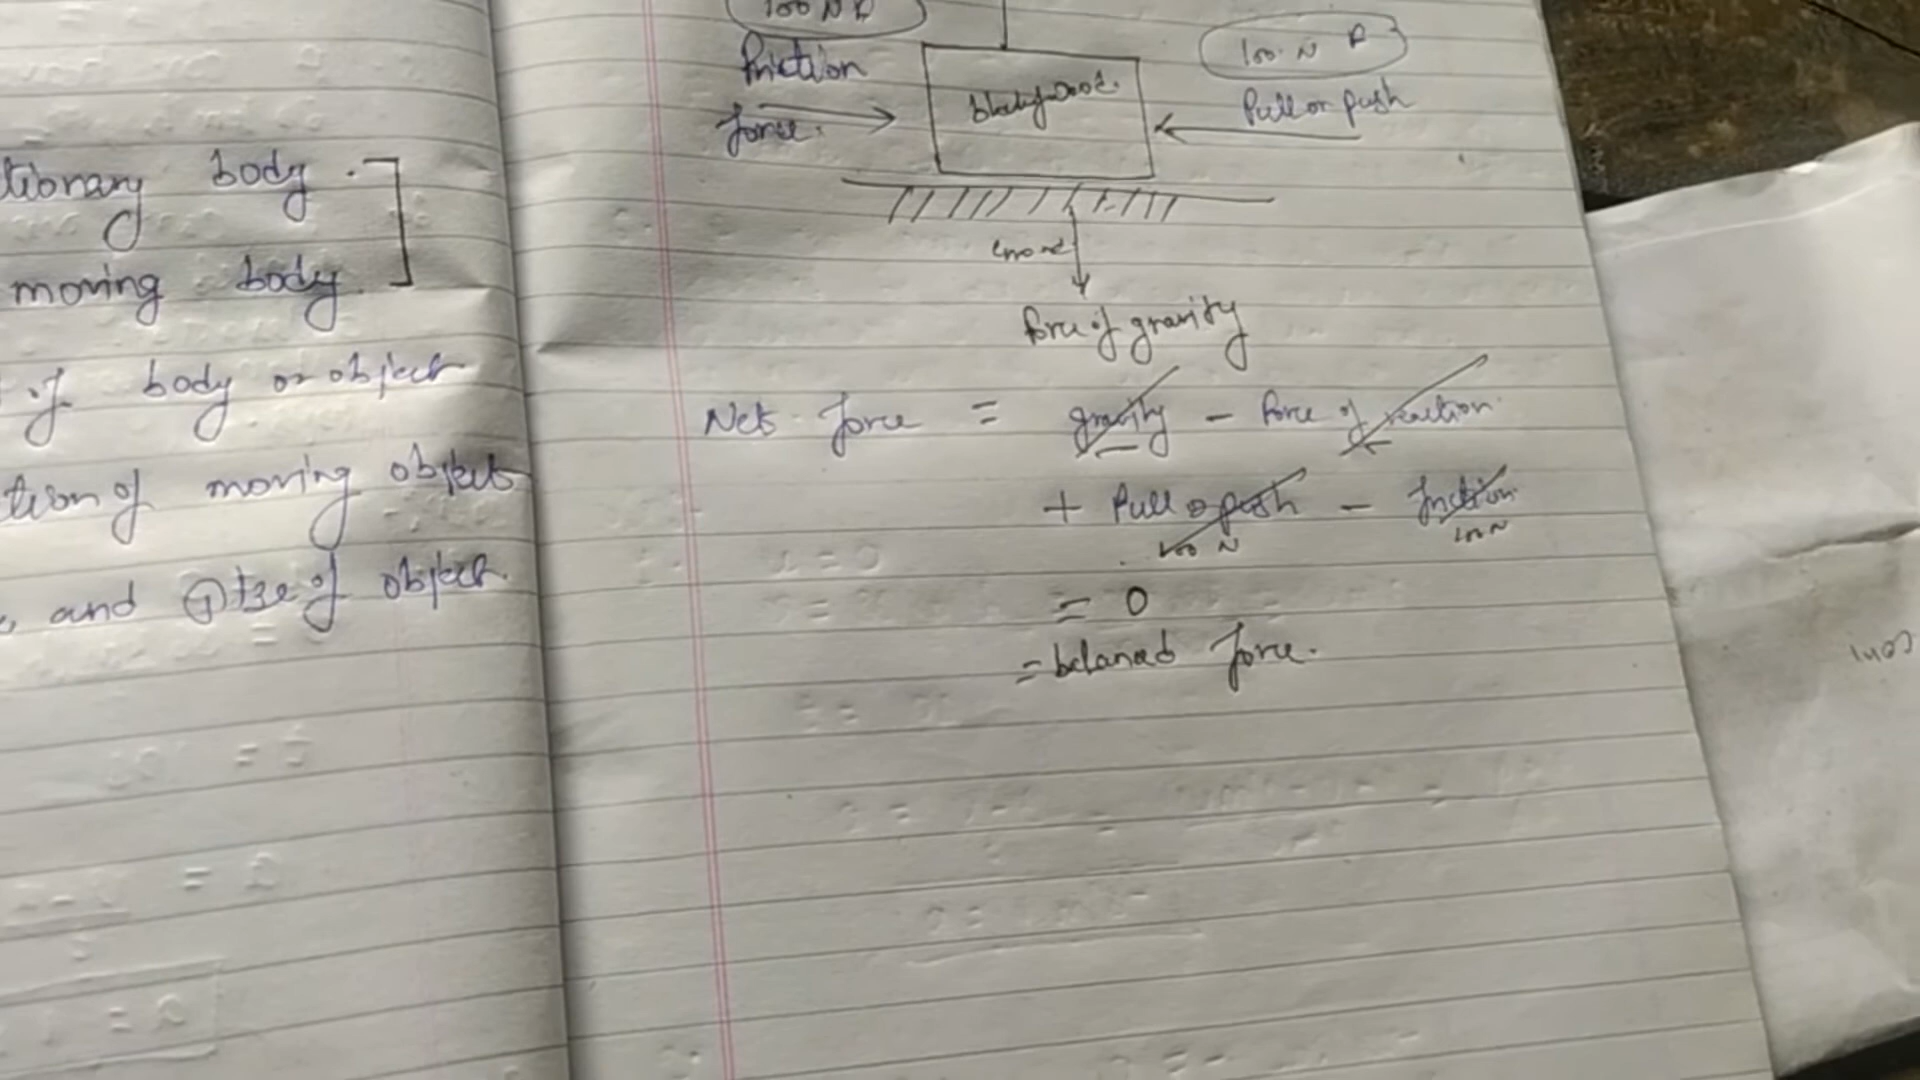 tionary body.
moving body.
of body or object
tion of moving object
and size of object.
100 N
Friction
force.
100 N
Pull or push
Force of gravity
Net force = gravity - Force of reaction
+ Pull or push - friction
100 N 100 N
= 0
= balanced force.